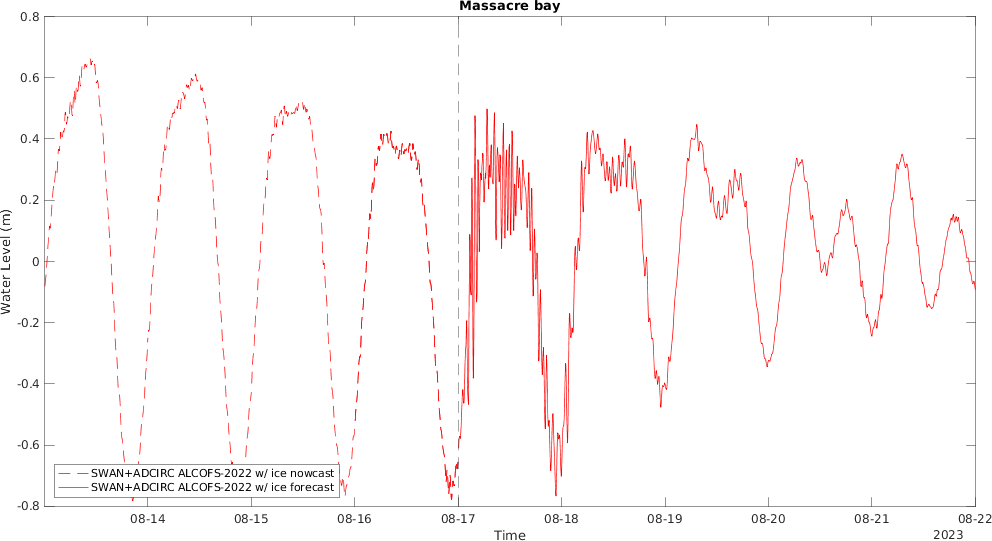 Massacre bay
0.8
0.6
0.4
0.2
0
-0.2
-0.4
-0.6
-0.8
Water Level (m)
SWAN+ADCIRC ALCOFS-2022 w/ ice nowcast
SWAN+ADCIRC ALCOFS-2022 w/ ice forecast
08-14 08-15 08-16 08-17 08-18 08-19 08-20 08-21 08-22
Time
2023